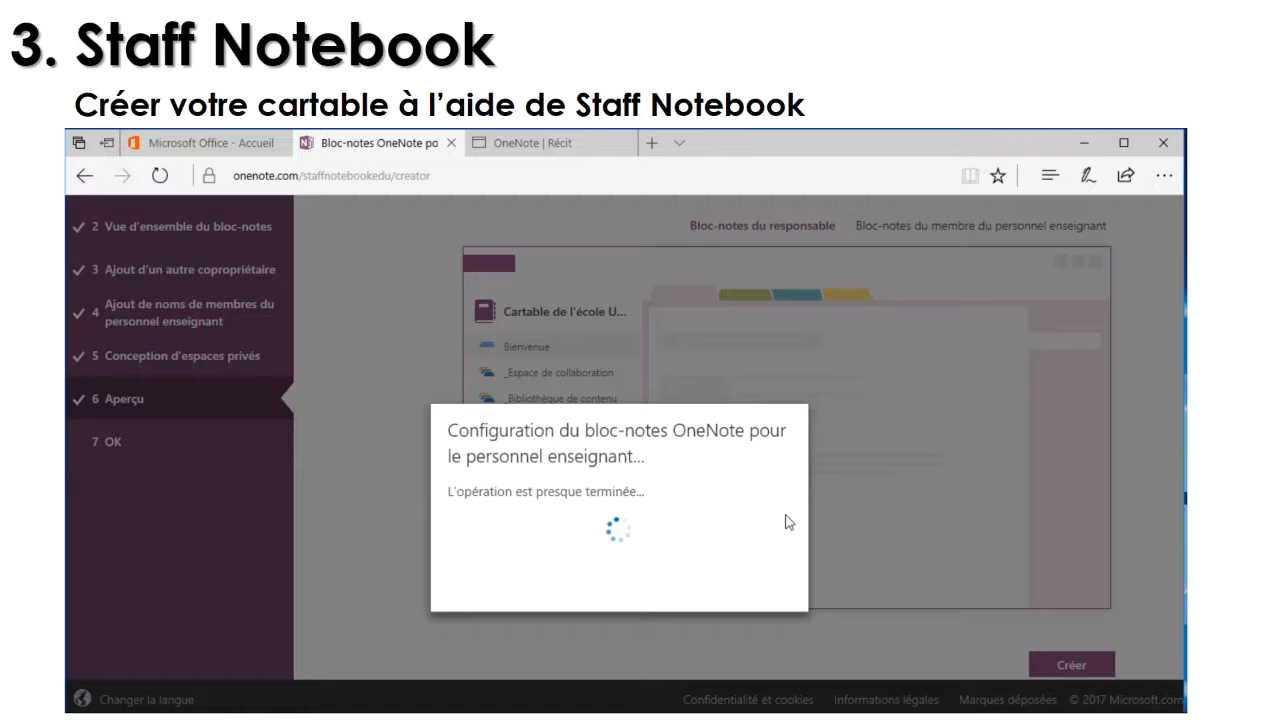 3. Staff Notebook
Créer votre cartable à l’aide de Staff Notebook
Microsoft Office - Accueil
Bloc-notes OneNote po
OneNote | Récit
onenote.com/staffnotebookedu/creator
2 Vue d'ensemble du bloc-notes
3 Ajout d'un autre copropriétaire
4 Ajout de noms de membres du
personnel enseignant
5 Conception d'espaces privés
6 Aperçu
7 OK
Bloc-notes du responsable
Bloc-notes du membre du personnel enseignant
Cartable de l'école U...
Bienvenue
_Espace de collaboration
_Bibliothèque de contenu
Configuration du bloc-notes OneNote pour
le personnel enseignant...
L'opération est presque terminée...
Créer
Changer la langue
Confidentialité et cookies
Informations légales
Marques déposées
© 2017 Microsoft.com